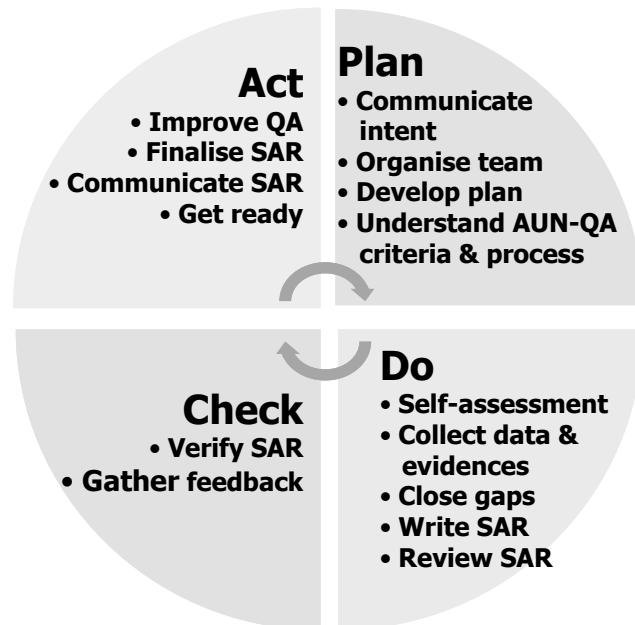 Act
• Improve QA
• Finalise SAR
• Communicate SAR
• Get ready
Plan
• Communicate
intent
• Organise team
• Develop plan
• Understand AUN-QA
criteria & process
Check
• Verify SAR
• Gather feedback
Do
• Self-assessment
• Collect data &
evidences
• Close gaps
• Write SAR
• Review SAR